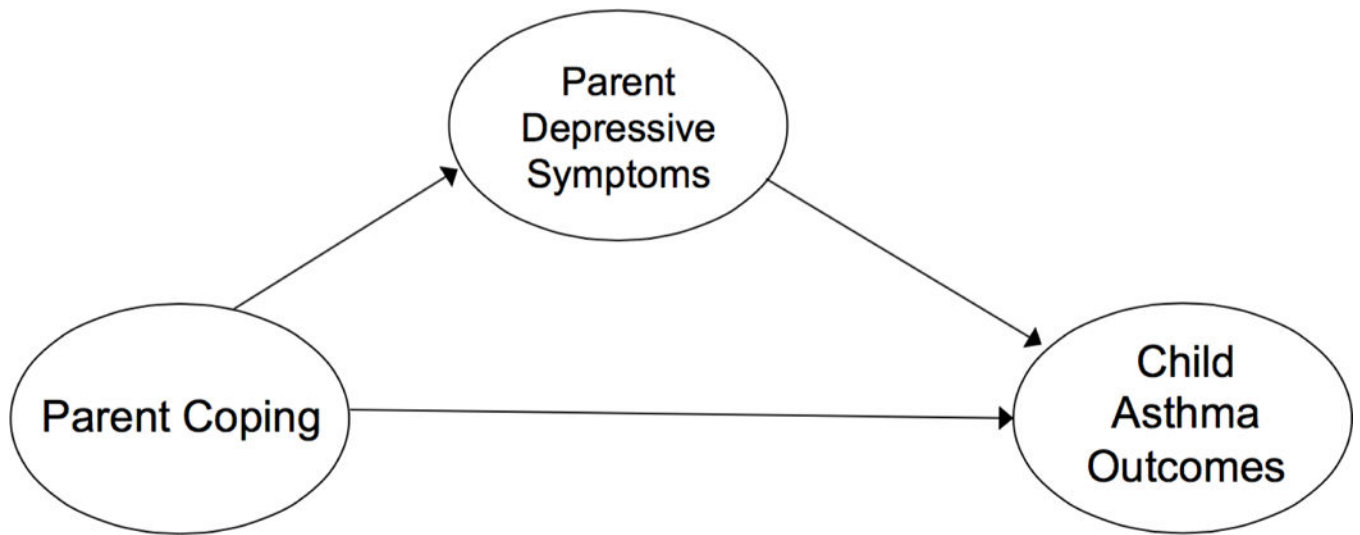 Parent
Depressive
Symptoms
Parent Coping
Child
Asthma
Outcomes